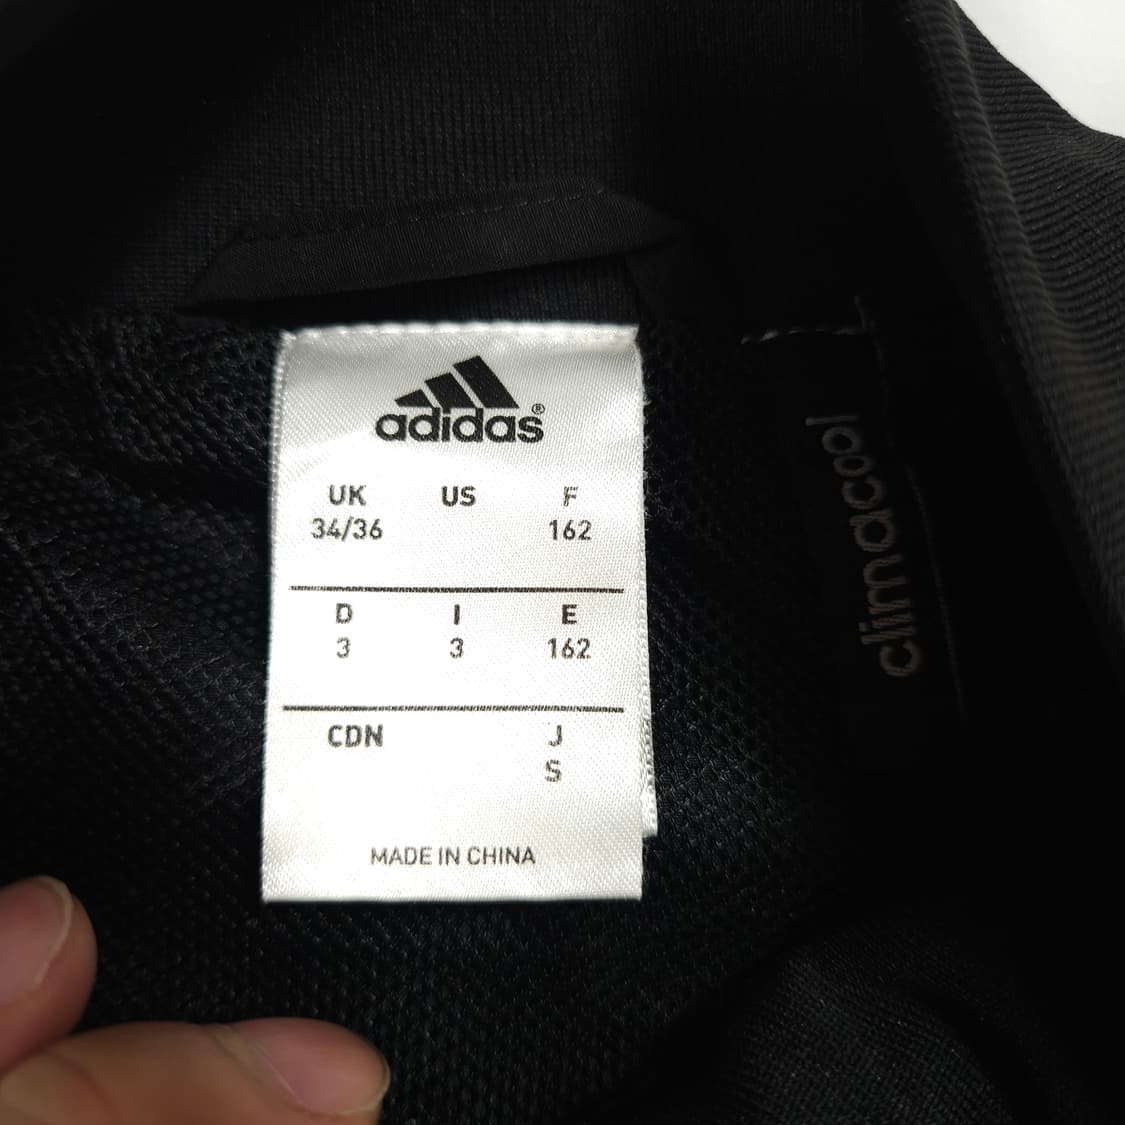 adidas®
UK US F
34/36 162
D I E
3 3 162
CDN J
S
MADE IN CHINA
climacool